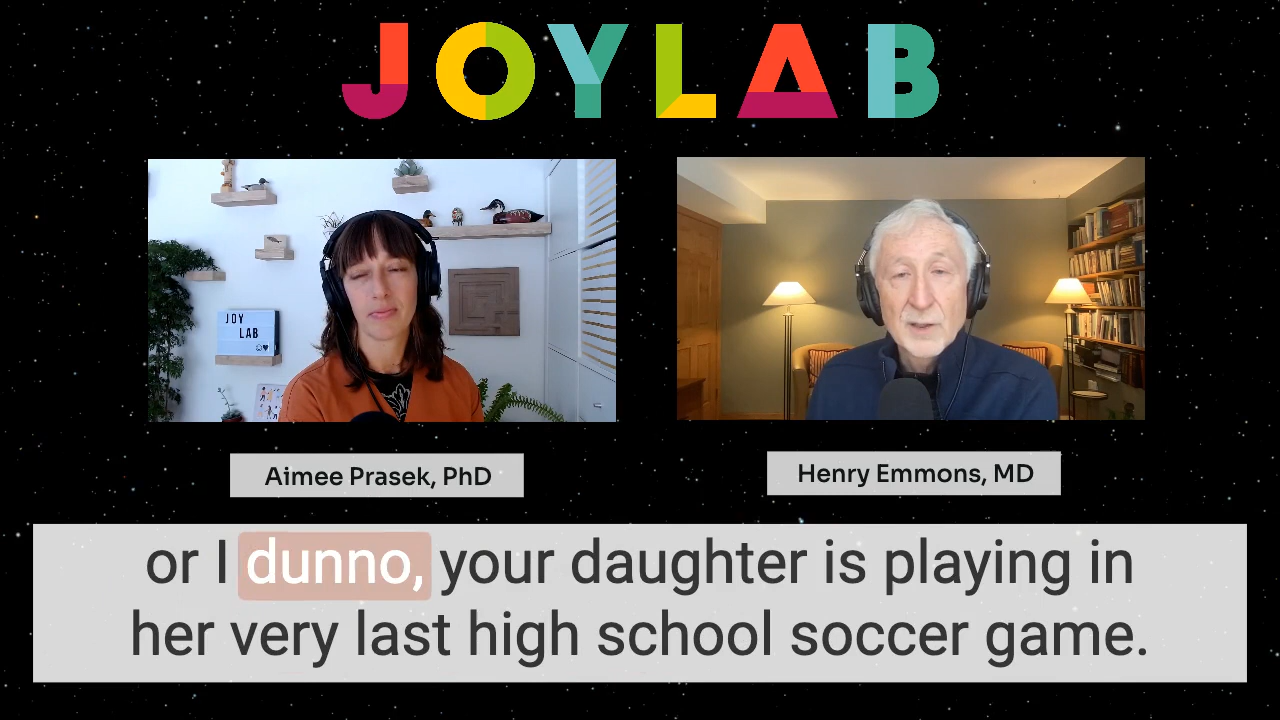 JOYLAB
JOY
LAB
Aimee Prasek, PhD
Henry Emmons, MD
or I dunno, your daughter is playing in
her very last high school soccer game.